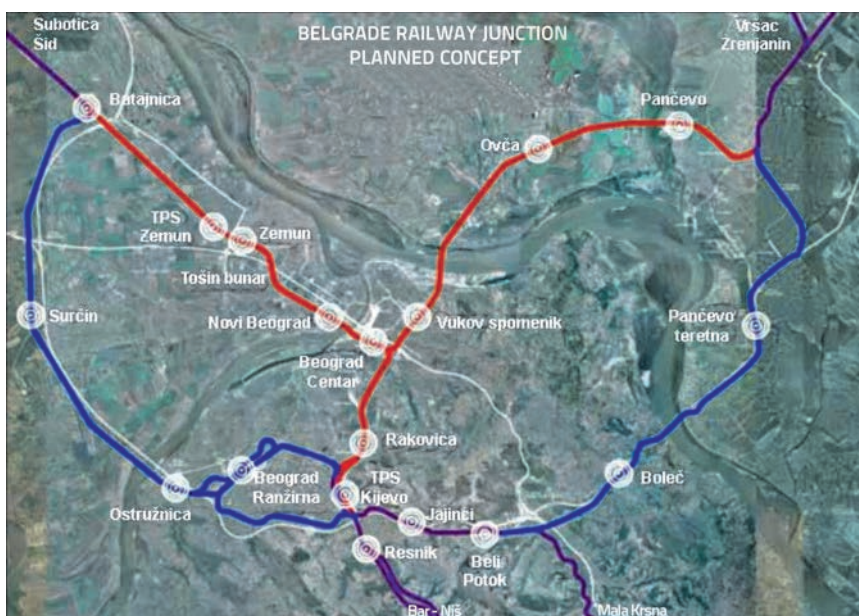 Subotica
Šid
BELGRADE RAILWAY JUNCTION
PLANNED CONCEPT
Vršac
Zrenjanin
Batajnica
Pančevo
Ovča
TPS
Zemun
Zemun
Tošin bunar
Surčin
Novi Beograd
Vukov spomenik
Pančevo
teretna
Beograd
Centar
Rakovica
Beograd
Ranžirna
TPS
Kijevo
Boleč
Ostružnica
Jajinci
Resnik
Beli
Potok
Bar - Niš
Mala Krsna